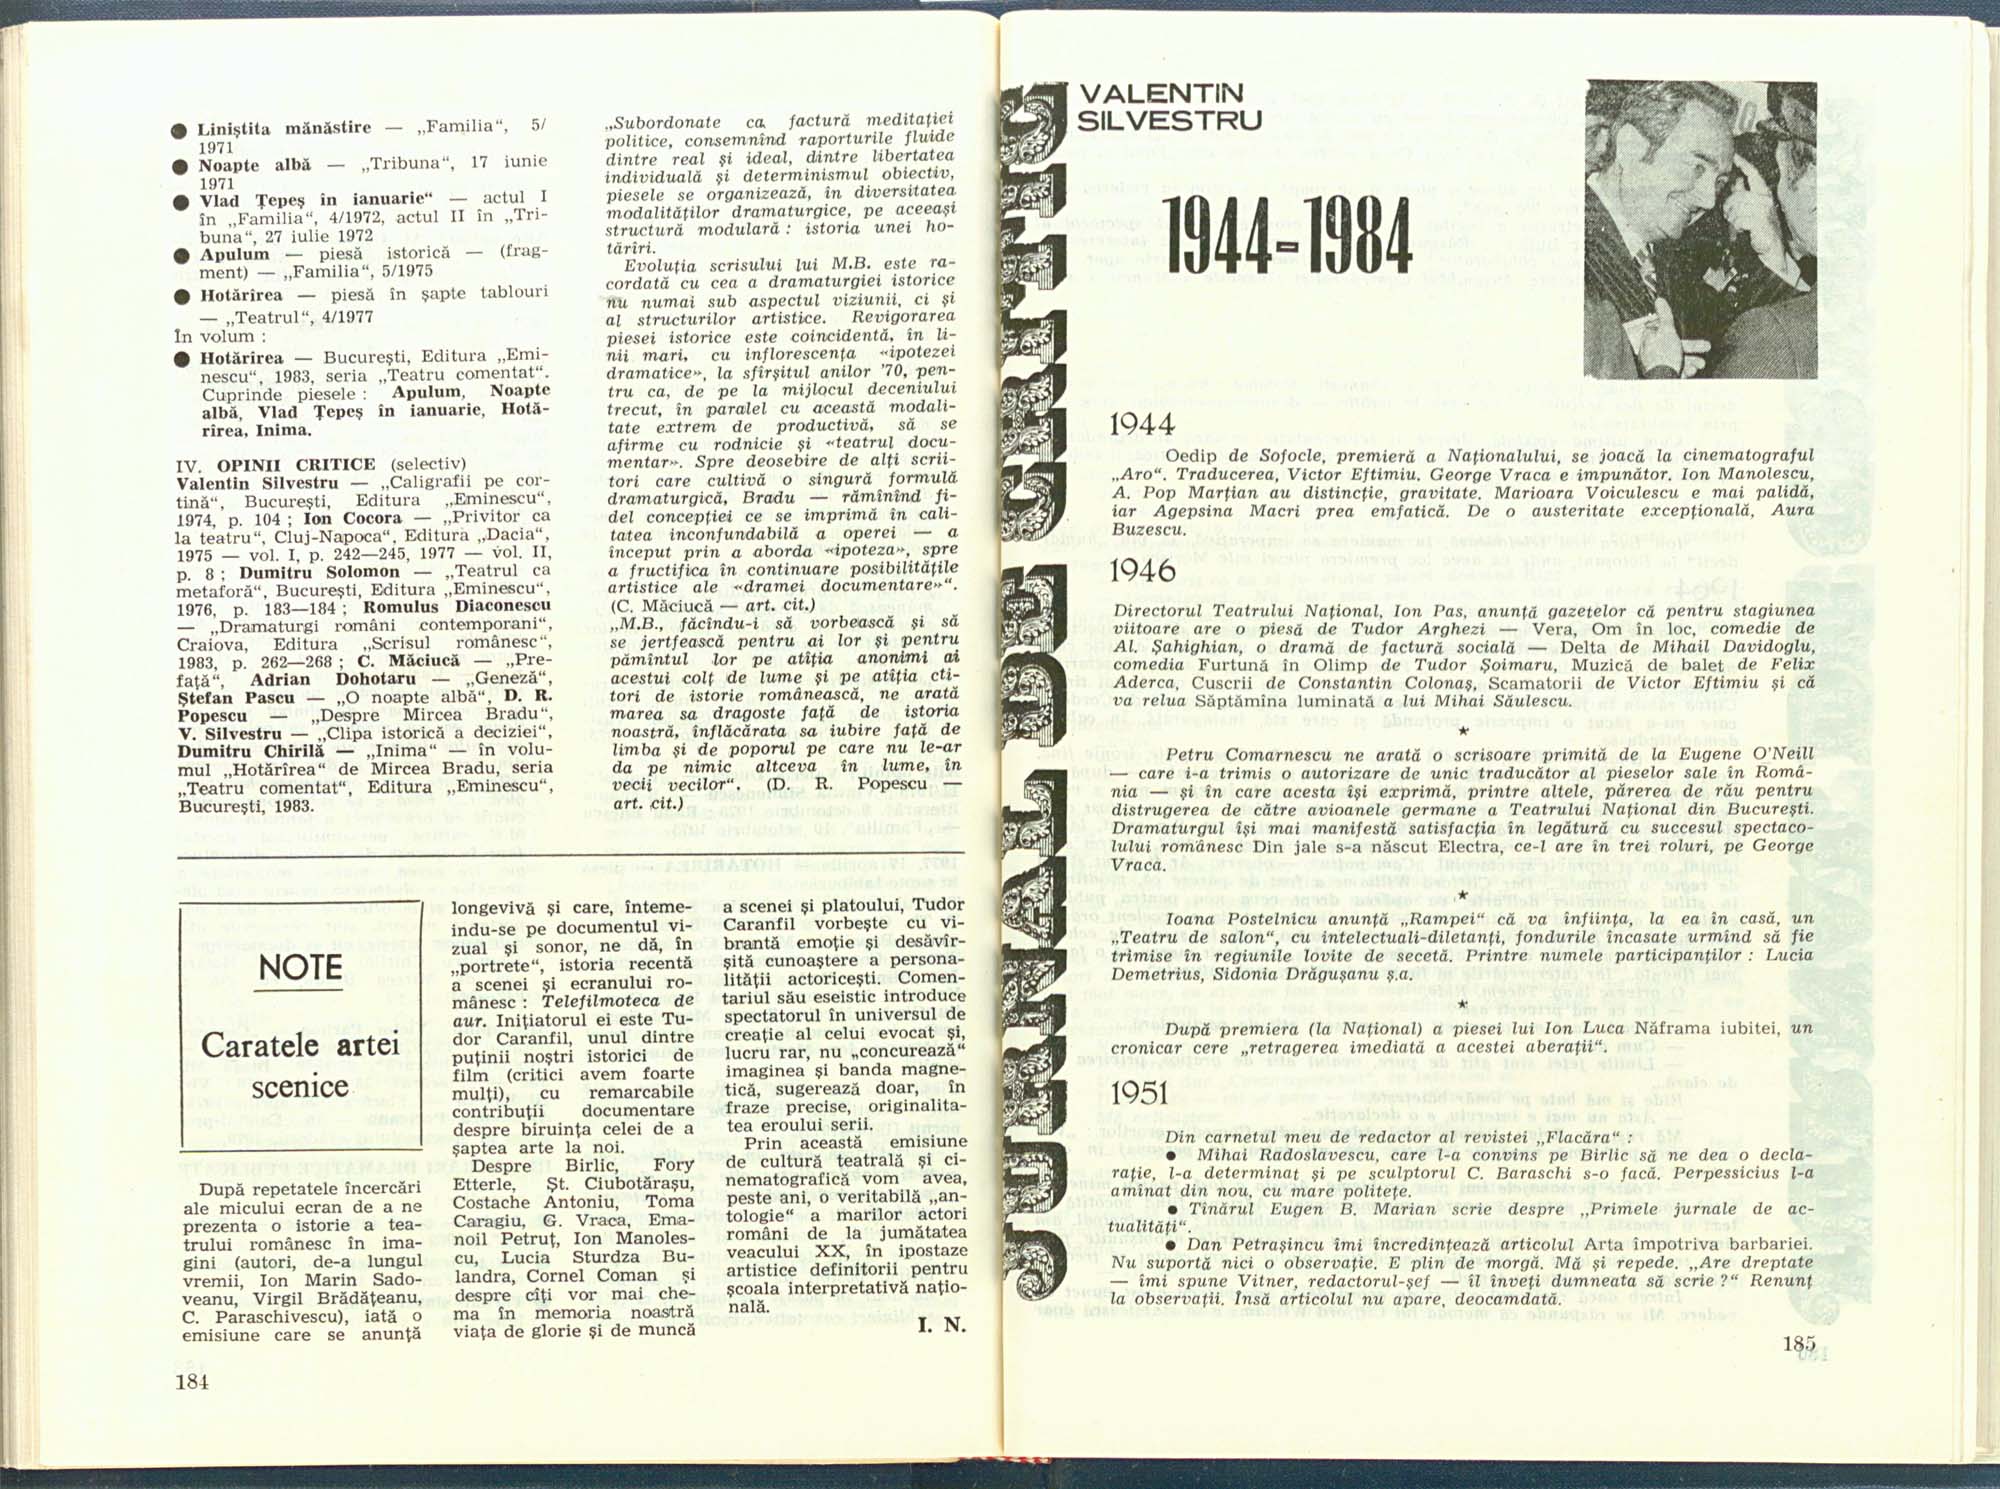 ● Liniştita mănăstire — „Familia“, 5/
1971
● Noapte albă — „Tribuna“, 17 iunie
1971
● Vlad Ţepeş în ianuarie“ — actul I
în „Familia“, 4/1972, actul II în „Tri-
buna“, 27 iulie 1972
● Apulum — piesă istorică — (frag-
ment) — „Familia“, 5/1975
● Hotărîrea — piesă în şapte tablouri
— „Teatrul“, 4/1977
În volum :
● Hotărîrea — Bucureşti, Editura „Emi-
nescu“, 1983, seria „Teatru comentat“.
Cuprinde piesele : Apulum, Noapte
albă, Vlad Ţepeş în ianuarie, Hotă-
rîrea, Inima.
IV. OPINII CRITICE (selectiv)
Valentin Silvestru — „Caligrafii pe cor-
tină“, Bucureşti, Editura „Eminescu“,
1974, p. 104 ; Ion Cocora — „Privitor ca
la teatru“, Cluj-Napoca“, Editura „Dacia“,
1975 — vol. I, p. 242—245, 1977 — vol. II,
p. 8 ; Dumitru Solomon — „Teatrul ca
metaforă“, Bucureşti, Editura „Eminescu“,
1976, p. 183—184 ; Romulus Diaconescu
— „Dramaturgi români contemporani“,
Craiova, Editura „Scrisul românesc“,
1983, p. 262—268 ; C. Măciucă — „Pre-
faţă“, Adrian Dohotaru — „Geneză“,
Ştefan Pascu — „O noapte albă“, D. R.
Popescu — „Despre Mircea Bradu“,
V. Silvestru — „Clipa istorică a deciziei“,
Dumitru Chirilă — „Inima“ — în volu-
mul „Hotărîrea“ de Mircea Bradu, seria
„Teatru comentat“, Editura „Eminescu“,
Bucureşti, 1983.
„Subordonate ca factură meditaţiei
politice, consemnînd raporturile fluide
dintre real şi ideal, dintre libertatea
individuală şi determinismul obiectiv,
piesele se organizează, în diversitatea
modalităţilor dramaturgice, pe aceeaşi
structură modulară : istoria unei ho-
tărîri.
Evoluţia scrisului lui M.B. este ra-
cordată cu cea a dramaturgiei istorice
nu numai sub aspectul viziunii, ci şi
al structurilor artistice. Revigorarea
piesei istorice este coincidentă, în li-
nii mari, cu inflorescenţa «ipotezei
dramatice», la sfîrşitul anilor '70, pen-
tru ca, de pe la mijlocul deceniului
trecut, în paralel cu această modali-
tate extrem de productivă, să se
afirme cu rodnicie şi «teatrul docu-
mentar». Spre deosebire de alţi scrii-
tori care cultivă o singură formulă
dramaturgică, Bradu — rămînînd fi-
del concepţiei ce se imprimă în cali-
tatea inconfundabilă a operei — a
început prin a aborda «ipoteza», spre
a fructifica în continuare posibilităţile
artistice ale «dramei documentare»“.
(C. Măciucă — art. cit.)
„M.B., făcîndu-i să vorbească şi să
se jertfească pentru ai lor şi pentru
pămîntul lor pe atîţia anonimi ai
acestui colţ de lume şi pe atîţia cti-
tori de istorie românească, ne arată
marea sa dragoste faţă de istoria
noastră, înflăcărata sa iubire faţă de
limba şi de poporul pe care nu le-ar
da pe nimic altceva în lume, în
vecii vecilor“. (D. R. Popescu —
art. cit.)
NOTE
Caratele artei
scenice
După repetatele încercări
ale micului ecran de a ne
prezenta o istorie a tea-
trului românesc în ima-
gini (autori, de-a lungul
vremii, Ion Marin Sado-
veanu, Virgil Brădăţeanu,
C. Paraschivescu), iată o
emisiune care se anunţă
longevivă şi care, înteme-
indu-se pe documentul vi-
zual şi sonor, ne dă, în
„portrete“, istoria recentă
a scenei şi ecranului ro-
mânesc : Telefilmoteca de
aur. Iniţiatorul ei este Tu-
dor Caranfil, unul dintre
puţinii noştri istorici de
film (critici avem foarte
mulţi), cu remarcabile
contribuţii documentare
despre biruinţa celei de a
şaptea arte la noi.
Despre Birlic, Fory
Etterle, Şt. Ciubotăraşu,
Costache Antoniu, Toma
Caragiu, G. Vraca, Ema-
noil Petruţ, Ion Manoles-
cu, Lucia Sturdza Bu-
landra, Cornel Coman şi
despre cîţi vor mai che-
ma în memoria noastră
viaţa de glorie şi de muncă
a scenei şi platoului, Tudor
Caranfil vorbeşte cu vi-
brantă emoţie şi desăvîr-
şită cunoaştere a persona-
lităţii actoriceşti. Comen-
tariul său eseistic introduce
spectatorul în universul de
creaţie al celui evocat şi,
lucru rar, nu „concurează“
imaginea şi banda magne-
tică, sugerează doar, în
fraze precise, originalita-
tea eroului serii.
Prin această emisiune
de cultură teatrală şi ci-
nematografică vom avea,
peste ani, o veritabilă „an-
tologie“ a marilor actori
români de la jumătatea
veacului XX, în ipostaze
artistice definitorii pentru
şcoala interpretativă naţio-
nală.
I. N.
184
JURNAL DE CRITIC
VALENTIN
SILVESTRU
1944-1984
1944
Oedip de Sofocle, premieră a Naţionalului, se joacă la cinematograful
„Aro“. Traducerea, Victor Eftimiu. George Vraca e impunător. Ion Manolescu,
A. Pop Marţian au distincţie, gravitate. Marioara Voiculescu e mai palidă,
iar Agepsina Macri prea emfatică. De o austeritate excepţională, Aura
Buzescu.
1946
Directorul Teatrului Naţional, Ion Pas, anunţă gazetelor că pentru stagiunea
viitoare are o piesă de Tudor Arghezi — Vera, Om în loc, comedie de
Al. Şahighian, o dramă de factură socială — Delta de Mihail Davidoglu,
comedia Furtună în Olimp de Tudor Şoimaru, Muzică de balet de Felix
Aderca, Cuscrii de Constantin Colonaş, Scamatorii de Victor Eftimiu şi că
va relua Săptămîna luminată a lui Mihai Săulescu.
★
Petru Comarnescu ne arată o scrisoare primită de la Eugene O'Neill
— care i-a trimis o autorizare de unic traducător al pieselor sale în Româ-
nia — şi în care acesta îşi exprimă, printre altele, părerea de rău pentru
distrugerea de către avioanele germane a Teatrului Naţional din Bucureşti.
Dramaturgul îşi mai manifestă satisfacţia în legătură cu succesul spectaco-
lului românesc Din jale s-a născut Electra, ce-l are în trei roluri, pe George
Vraca.
★
Ioana Postelnicu anunţă „Rampei“ că va înfiinţa, la ea în casă, un
„Teatru de salon“, cu intelectuali-diletanţi, fondurile încasate urmînd să fie
trimise în regiunile lovite de secetă. Printre numele participanţilor : Lucia
Demetrius, Sidonia Drăguşanu ş.a.
★
După premiera (la Naţional) a piesei lui Ion Luca Năframa iubitei, un
cronicar cere „retragerea imediată a acestei aberaţii“.
1951
Din carnetul meu de redactor al revistei „Flacăra“ :
● Mihai Radoslavescu, care l-a convins pe Birlic să ne dea o decla-
raţie, l-a determinat şi pe sculptorul C. Baraschi s-o facă. Perpessicius l-a
amînat din nou, cu mare politeţe.
● Tînărul Eugen B. Marian scrie despre „Primele jurnale de ac-
tualităţi“.
● Dan Petraşincu îmi încredinţează articolul Arta împotriva barbariei.
Nu suportă nici o observaţie. E plin de morgă. Mă şi repede. „Are dreptate
— îmi spune Vitner, redactorul-şef — îl înveţi dumneata să scrie ?“ Renunţ
la observaţii. Însă articolul nu apare, deocamdată.
185